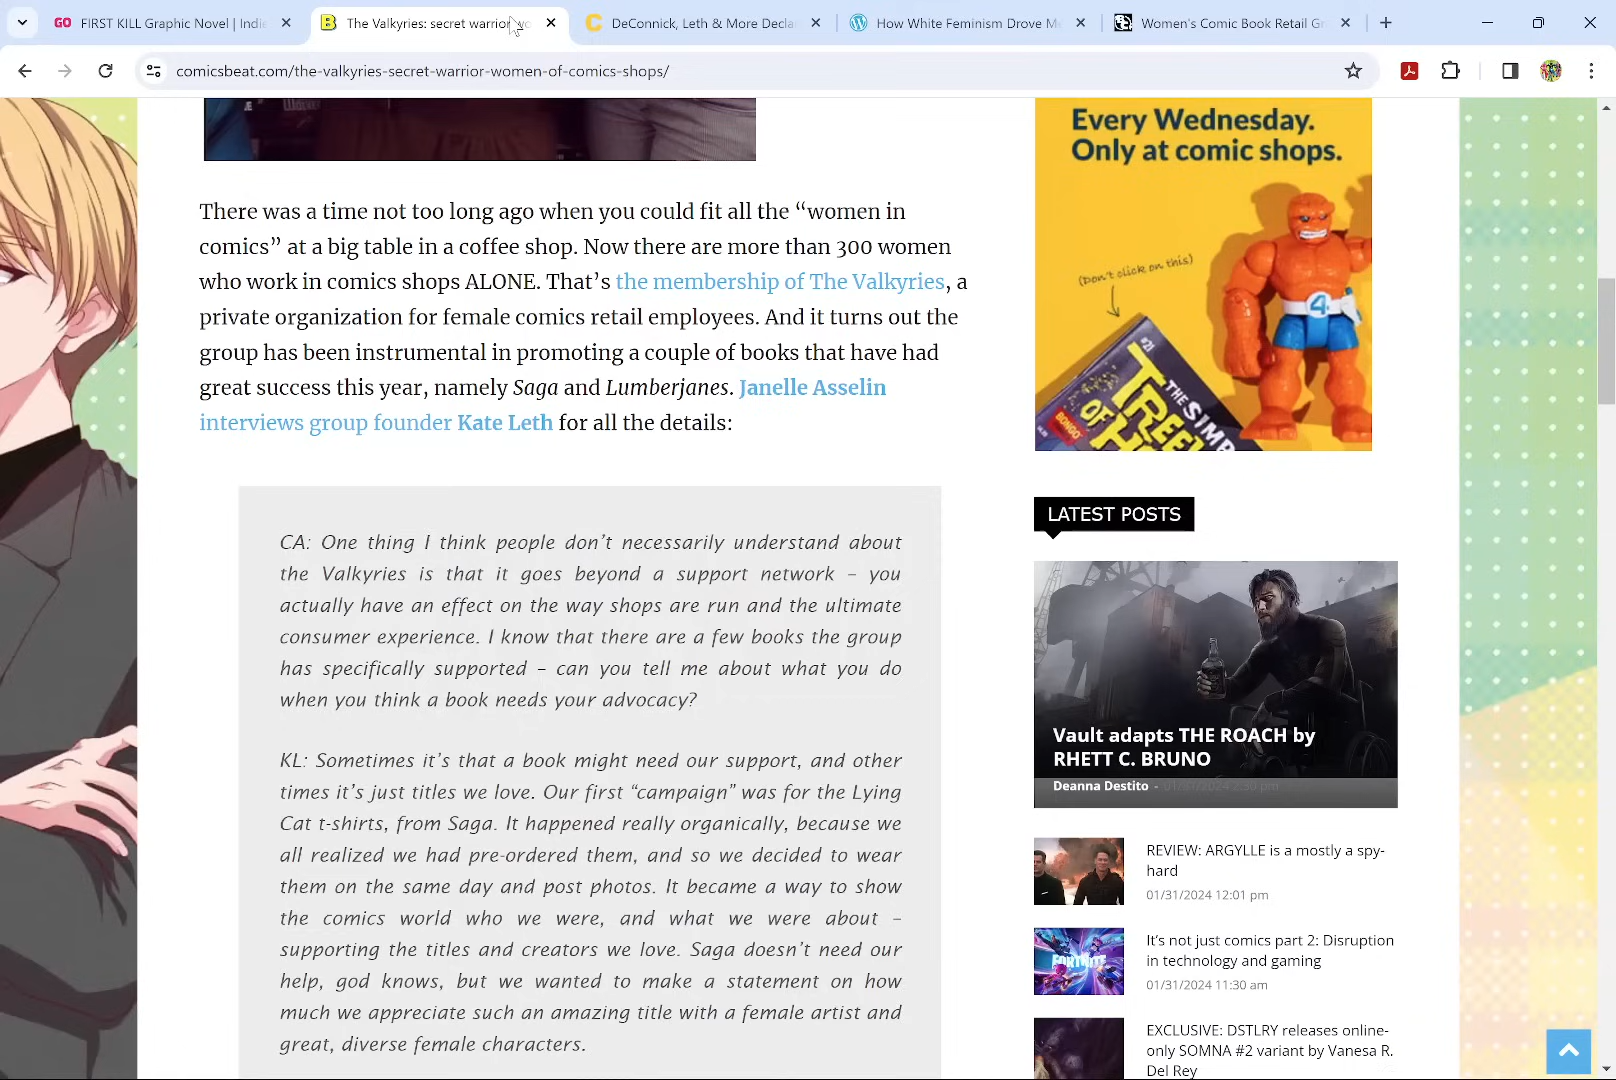 FIRST KILL Graphic Novel | Indie
The Valkyries: secret warrior wo
DeConnick, Leth & More Decla
How White Feminism Drove Me
Women's Comic Book Retail Gr
comicsbeat.com/the-valkyries-secret-warrior-women-of-comics-shops/
There was a time not too long ago when you could fit all the “women in
comics” at a big table in a coffee shop. Now there are more than 300 women
who work in comics shops ALONE. That’s the membership of The Valkyries, a
private organization for female comics retail employees. And it turns out the
group has been instrumental in promoting a couple of books that have had
great success this year, namely Saga and Lumberjanes. Janelle Asselin
interviews group founder Kate Leth for all the details:
CA: One thing I think people don’t necessarily understand about
the Valkyries is that it goes beyond a support network – you
actually have an effect on the way shops are run and the ultimate
consumer experience. I know that there are a few books the group
has specifically supported – can you tell me about what you do
when you think a book needs your advocacy?
KL: Sometimes it’s that a book might need our support, and other
times it’s just titles we love. Our first “campaign” was for the Lying
Cat t-shirts, from Saga. It happened really organically, because we
all realized we had pre-ordered them, and so we decided to wear
them on the same day and post photos. It became a way to show
the comics world who we were, and what we were about –
supporting the titles and creators we love. Saga doesn’t need our
help, god knows, but we wanted to make a statement on how
much we appreciate such an amazing title with a female artist and
great, diverse female characters.
Every Wednesday.
Only at comic shops.
(Don't click on this)
#21
THE SIMP
TREE
OF HO
BONGO
4
LATEST POSTS
Vault adapts THE ROACH by
RHETT C. BRUNO
Deanna Destito - 01/31/2024 2:30 pm
REVIEW: ARGYLLE is a mostly a spy-
hard
01/31/2024 12:01 pm
FORTNITE
It’s not just comics part 2: Disruption
in technology and gaming
01/31/2024 11:30 am
EXCLUSIVE: DSTLRY releases online-
only SOMNA #2 variant by Vanesa R.
Del Rey